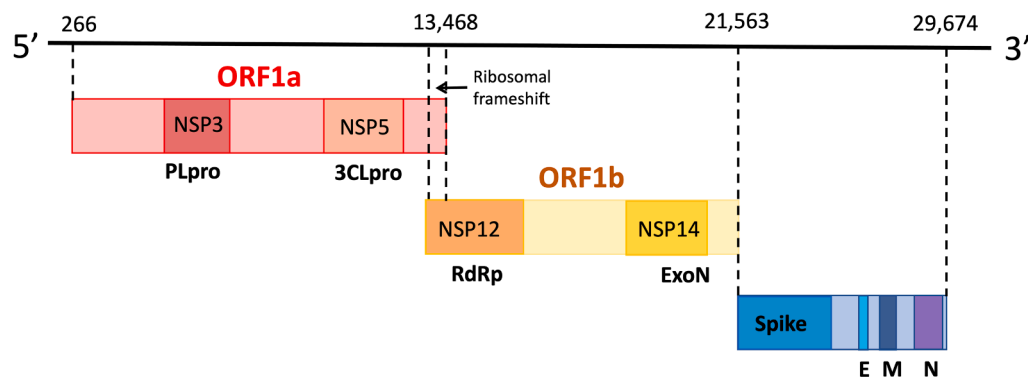 266
13,468
21,563
29,674
5’
3’
ORF1a
Ribosomal
frameshift
NSP3
NSP5
PLpro
3CLpro
ORF1b
NSP12
NSP14
RdRp
ExoN
Spike
E
M
N